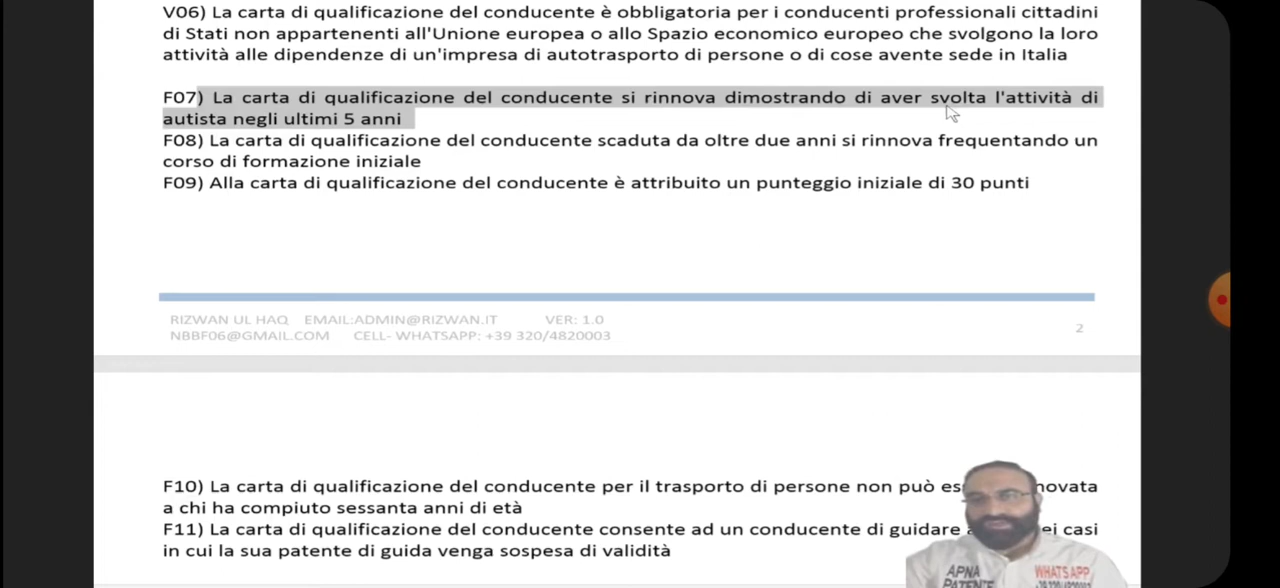 V06) La carta di qualificazione del conducente è obbligatoria per i conducenti professionali cittadini
di Stati non appartenenti all'Unione europea o allo Spazio economico europeo che svolgono la loro
attività alle dipendenze di un'impresa di autotrasporto di persone o di cose avente sede in Italia
F07) La carta di qualificazione del conducente si rinnova dimostrando di aver svolta l'attività di
autista negli ultimi 5 anni
F08) La carta di qualificazione del conducente scaduta da oltre due anni si rinnova frequentando un
corso di formazione iniziale
F09) Alla carta di qualificazione del conducente è attribuito un punteggio iniziale di 30 punti
RIZWAN UL HAQ EMAIL:ADMIN@RIZWAN.IT VER: 1.0
NBBF06@GMAIL.COM CELL- WHATSAPP: +39 320/4820003
2
F10) La carta di qualificazione del conducente per il trasporto di persone non può
a chi ha compiuto sessanta anni di età
F11) La carta di qualificazione del conducente consente ad un conducente di guidare casi
in cui la sua patente di guida venga sospesa di validità
APNA WHATSAPP
PATENTE